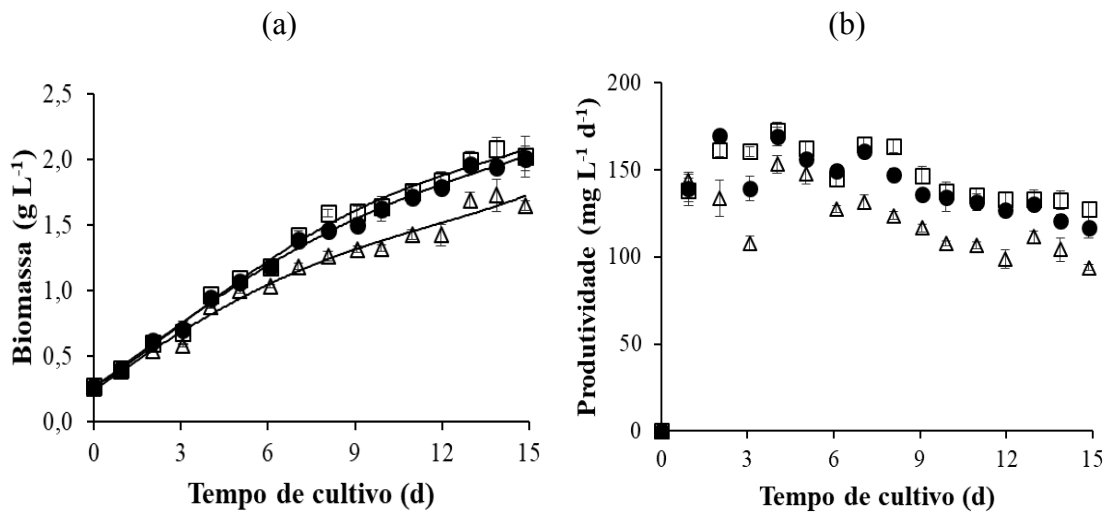 (a)
(b)
Biomassa (g L⁻¹)
2,5
2,0
1,5
1,0
0,5
0,0
0 3 6 9 12 15
Tempo de cultivo (d)
Produtividade (mg L⁻¹ d⁻¹)
200
150
100
50
0
0 3 6 9 12 15
Tempo de cultivo (d)